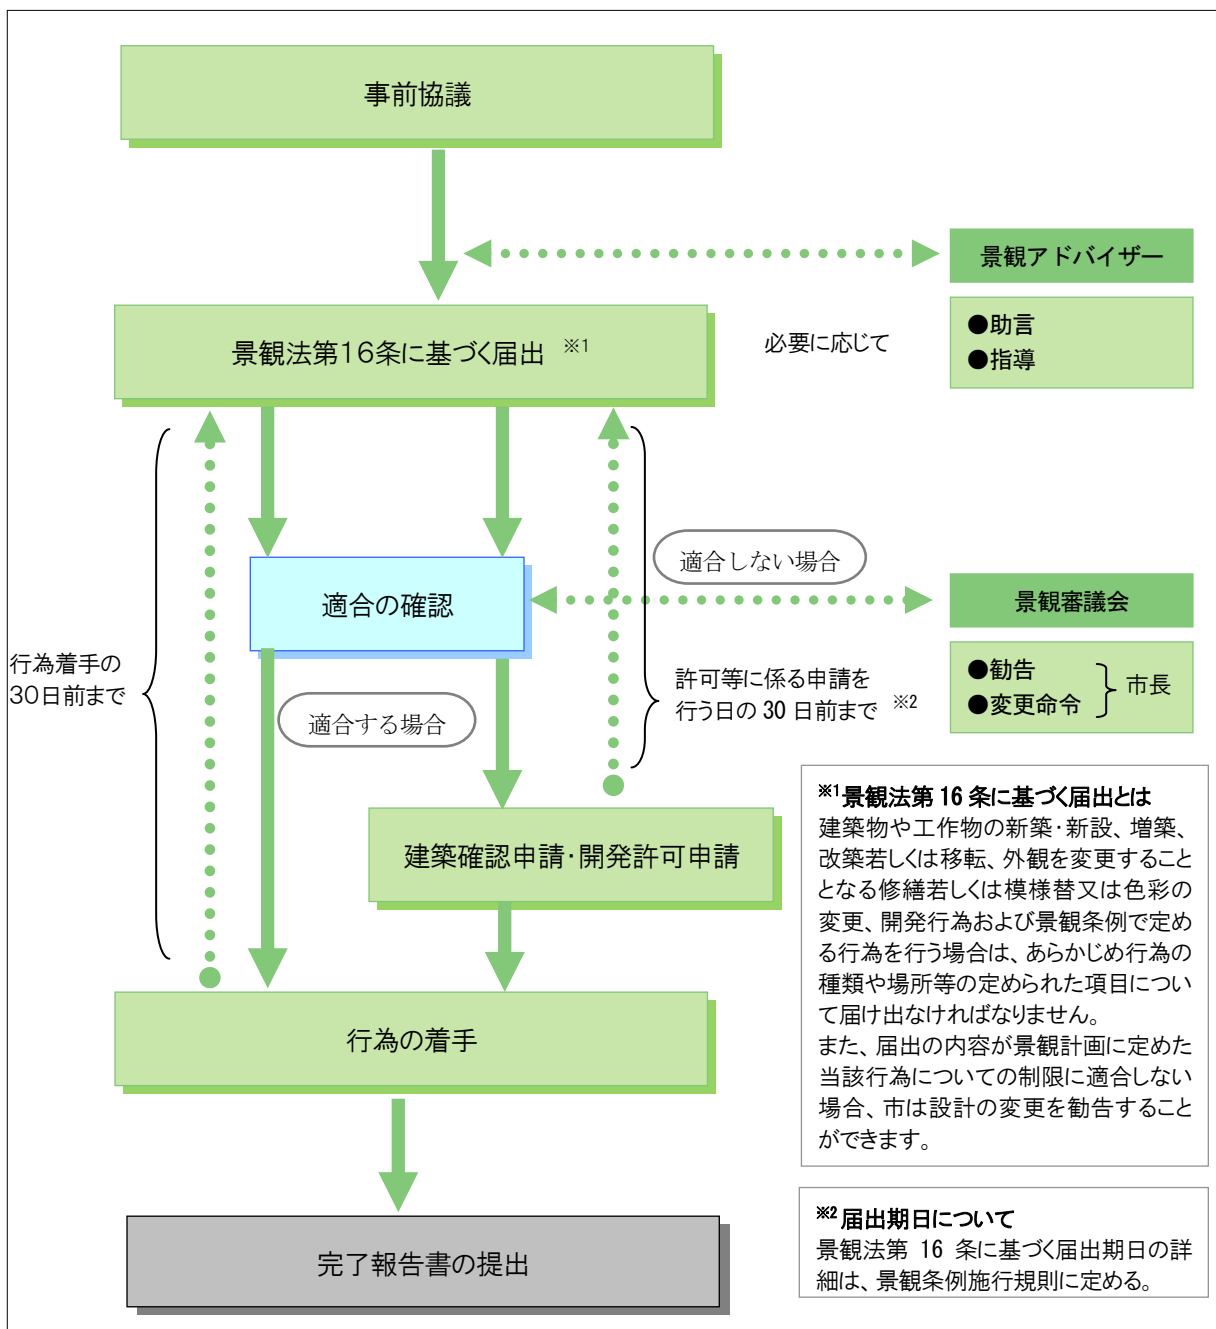 事前協議
景観アドバイザー
●助言
●指導
必要に応じて
景観法第16条に基づく届出 ※1
適合しない場合
適合の確認
景観審議会
●勧告
●変更命令
市長
行為着手の
30日前まで
許可等に係る申請を
行う日の 30 日前まで ※2
適合する場合
建築確認申請・開発許可申請
※1景観法第 16 条に基づく届出とは
建築物や工作物の新築・新設、増築、
改築若しくは移転、外観を変更すること
となる修繕若しくは模様替又は色彩の
変更、開発行為および景観条例で定め
る行為を行う場合は、あらかじめ行為の
種類や場所等の定められた項目につい
て届け出なければなりません。
また、届出の内容が景観計画に定めた
当該行為についての制限に適合しない
場合、市は設計の変更を勧告すること
ができます。
行為の着手
完了報告書の提出
※2届出期日について
景観法第 16 条に基づく届出期日の詳
細は、景観条例施行規則に定める。